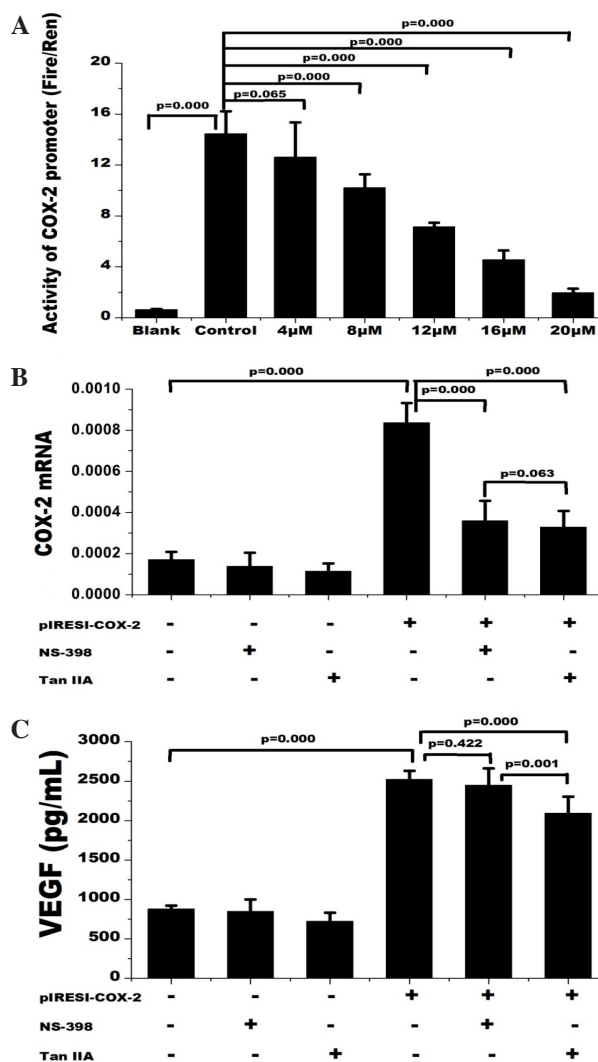 A
p=0.000
p=0.000
p=0.000
p=0.000
p=0.000
p=0.065
Activity of COX-2 promoter (Fire/Ren)
20
16
12
8
4
0
Blank Control 4µM 8µM 12µM 16µM 20µM
B
p=0.000
p=0.000
p=0.000
p=0.063
COX-2 mRNA
0.0010
0.0008
0.0006
0.0004
0.0002
0.0000
pIRESI-COX-2 - - - + + +
NS-398 - + - - + -
Tan IIA - - + - - +
C
p=0.000
p=0.000
p=0.422
p=0.001
VEGF (pg/mL)
3000
2500
2000
1500
1000
500
0
pIRESI-COX-2 - - - + + +
NS-398 - + - - + -
Tan IIA - - + - - +